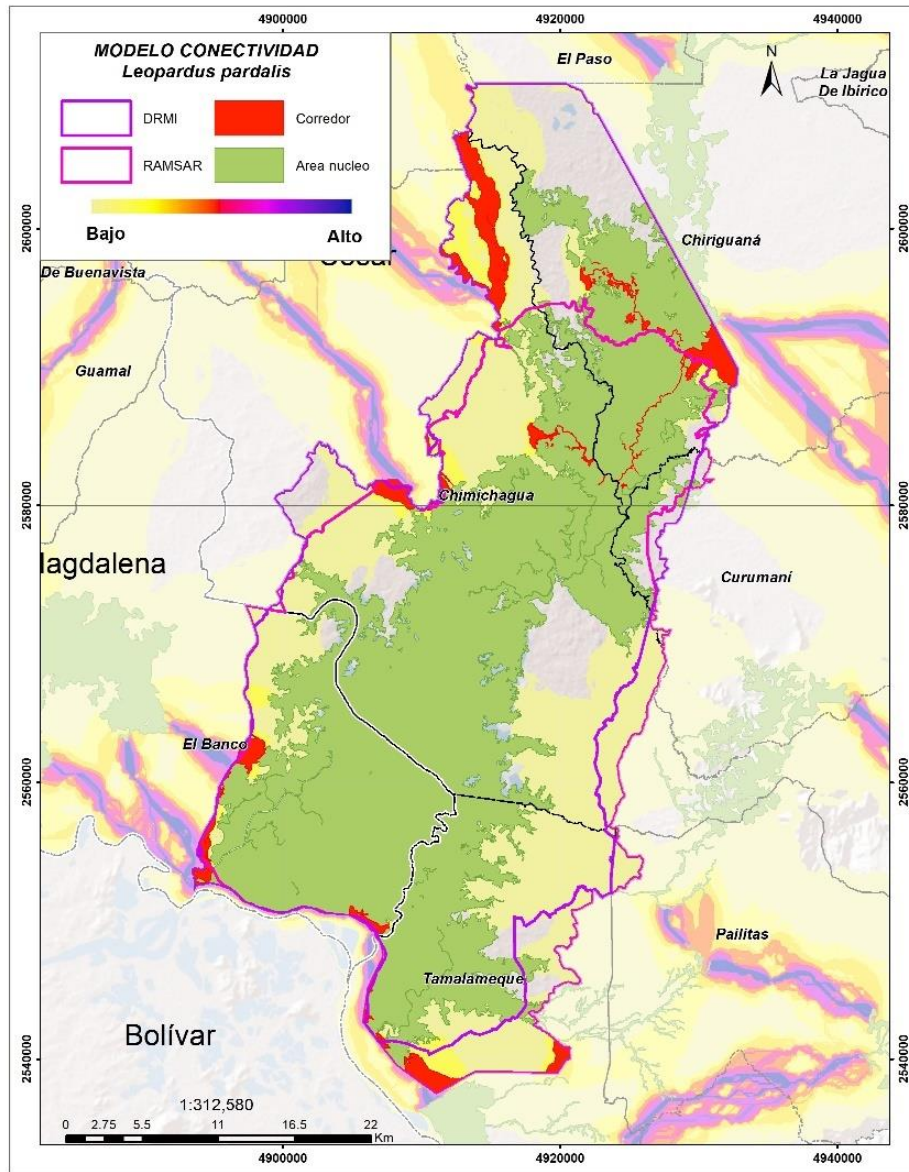 4900000
4920000
4940000
MODELO CONECTIVIDAD
Leopardus pardalis
DRMI
Corredor
RAMSAR
Area nucleo
Bajo
Alto
El Paso
N
La Jagua
De Ibirico
2600000
2600000
Chiriguaná
De Buenavista
Guamal
Chimichagua
2580000
2580000
lagdalena
Curumaní
El Banco
2560000
2560000
Pailitas
Tamalameque
Bolívar
2540000
2540000
1:312,580
0 2.75 5.5 11 16.5 22
Km
4900000
4920000
4940000